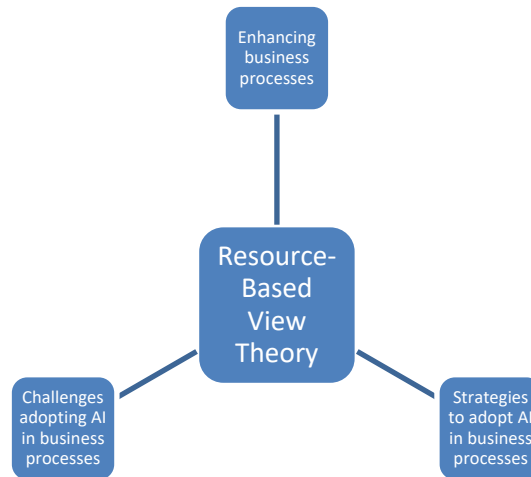 Enhancing
business
processes
Resource-
Based
View
Theory
Challenges
adopting AI
in business
processes
Strategies
to adopt AI
in business
processes